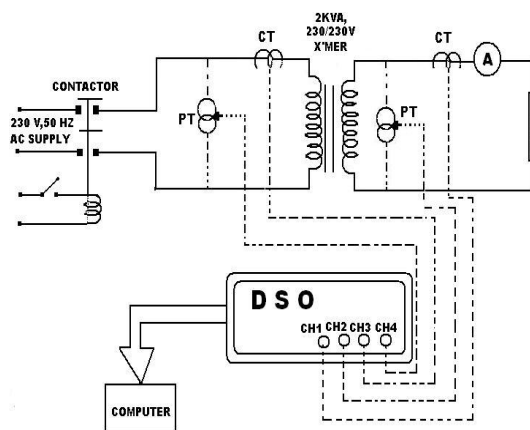 2KVA,
230/230V
X'MER
CT
CT
A
CONTACTOR
230 V,50 HZ
AC SUPPLY
PT
PT
DSO
CH1 CH2 CH3 CH4
COMPUTER